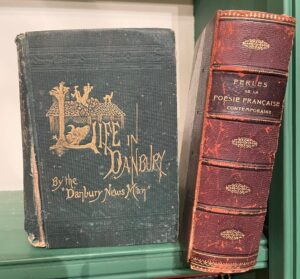 LIFE IN
DANBURY
By the
Danbury News Man
PERLES
DE LA
POÉSIE FRANÇAISE
CONTEMPORAINE